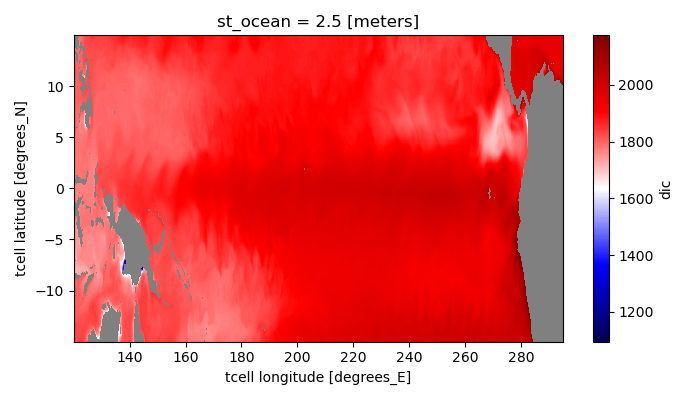 st_ocean = 2.5 [meters]
10
5
0
−5
−10
tcell latitude [degrees_N]
140 160 180 200 220 240 260 280
tcell longitude [degrees_E]
2000
1800
1600
1400
1200
dic